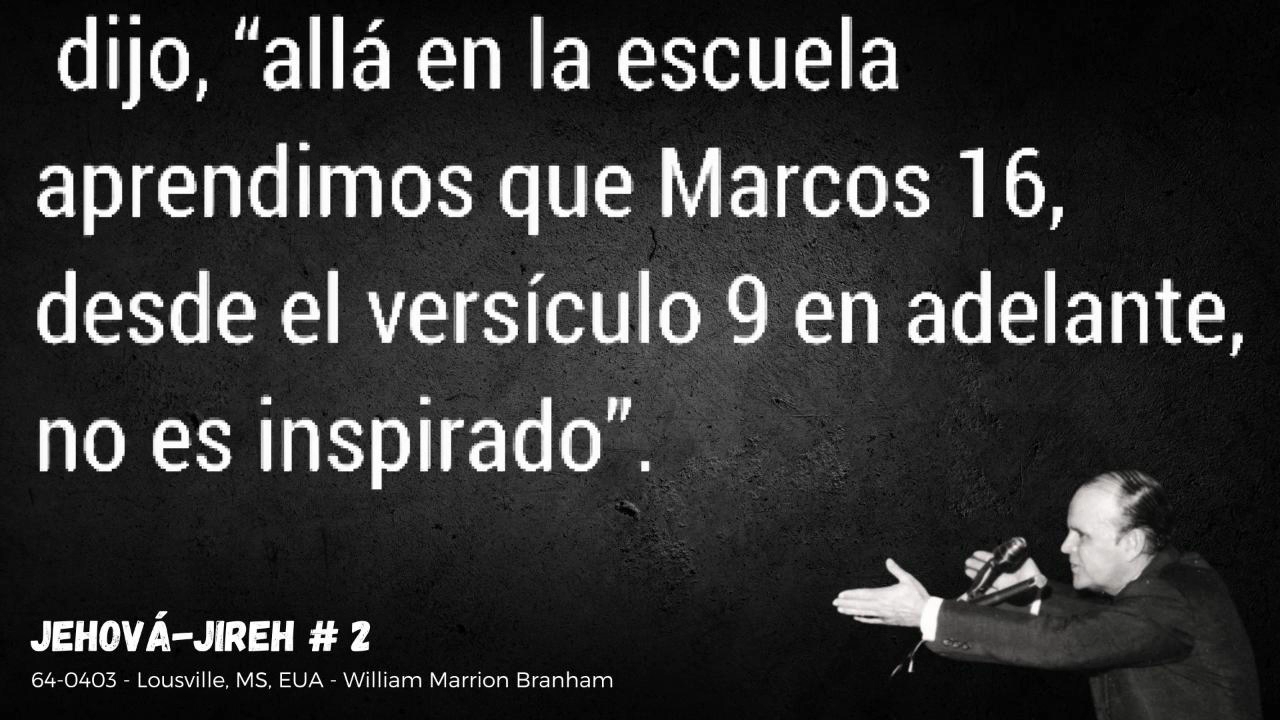 dijo, “allá en la escuela
aprendimos que Marcos 16,
desde el versículo 9 en adelante,
no es inspirado”.
JEHOVÁ-JIREH # 2
64-0403 - Lousville, MS, EUA - William Marrion Branham